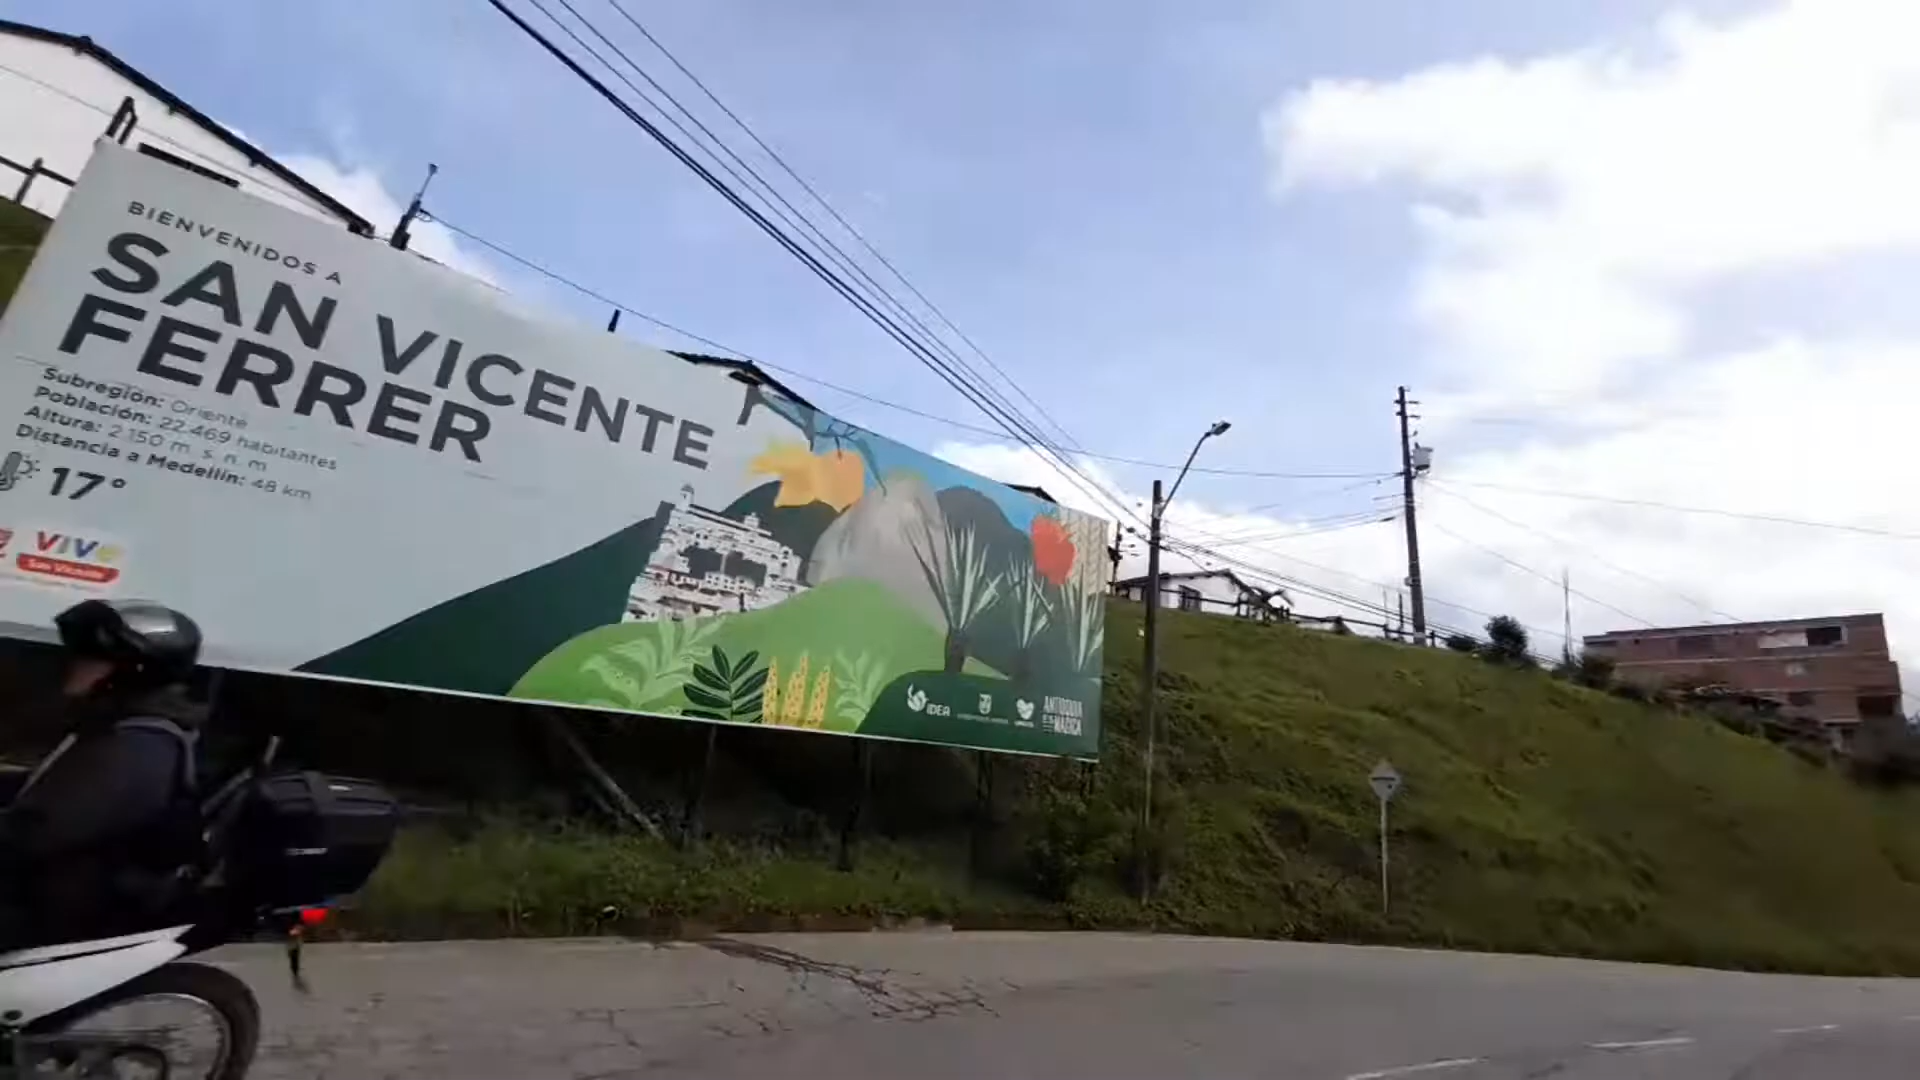 BIENVENIDOS A
SAN VICENTE
FERRER
Subregión: Oriente
Población: 22.469 habitantes
Altura: 2.150 m. s. n. m
Distancia a Medellín: 48 km
17°
VIVE
San Vicente
IDEA
ANTIOQUIA
ES MÁGICA